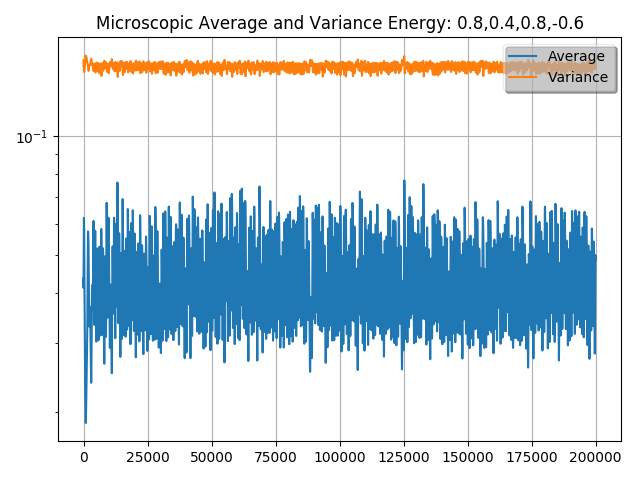 Microscopic Average and Variance Energy: 0.8,0.4,0.8,-0.6
Average
Variance
10⁻¹
0 25000 50000 75000 100000 125000 150000 175000 200000